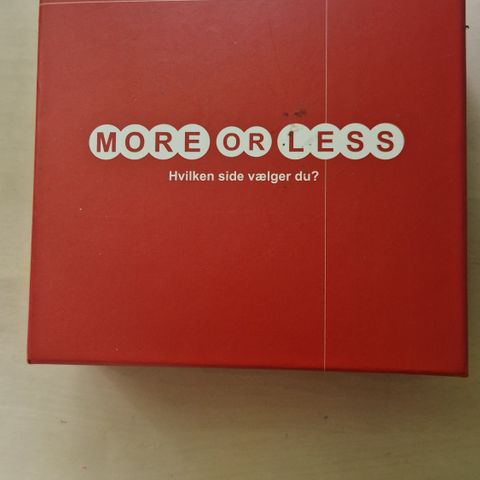 MORE OR LESS
Hvilken side vælger du?